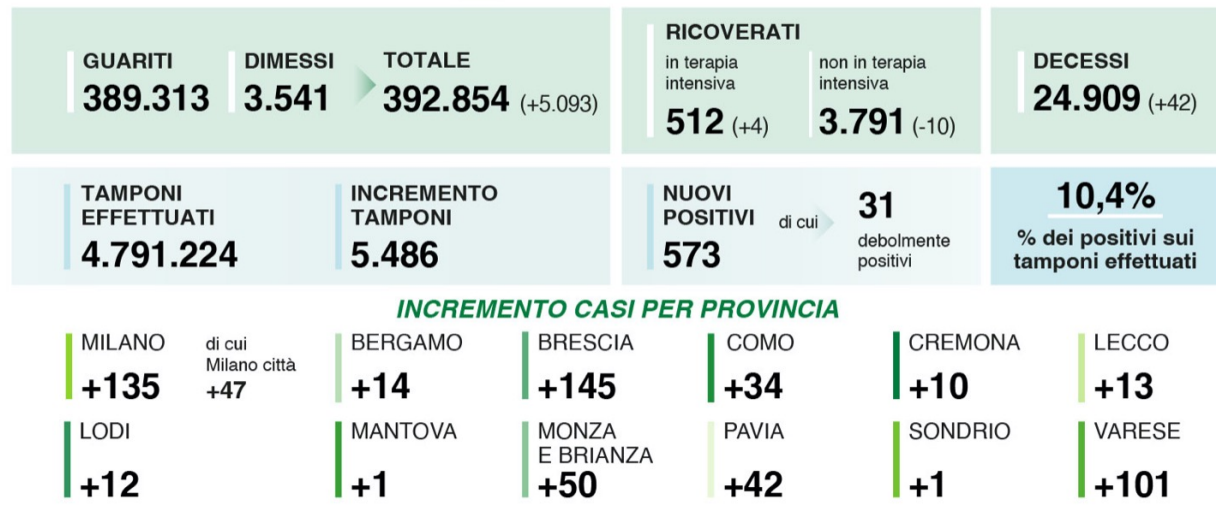 GUARITI
389.313
DIMESSI
3.541
TOTALE
392.854 (+5.093)
RICOVERATI
in terapia
intensiva
512 (+4)
non in terapia
intensiva
3.791 (-10)
DECESSI
24.909 (+42)
TAMPONI
EFFETTUATI
4.791.224
INCREMENTO
TAMPONI
5.486
NUOVI
POSITIVI
573
di cui
31
debolmente
positivi
10,4%
% dei positivi sui
tamponi effettuati
INCREMENTO CASI PER PROVINCIA
MILANO
+135
di cui
Milano città
+47
BERGAMO
+14
BRESCIA
+145
COMO
+34
CREMONA
+10
LECCO
+13
LODI
+12
MANTOVA
+1
MONZA
E BRIANZA
+50
PAVIA
+42
SONDRIO
+1
VARESE
+101